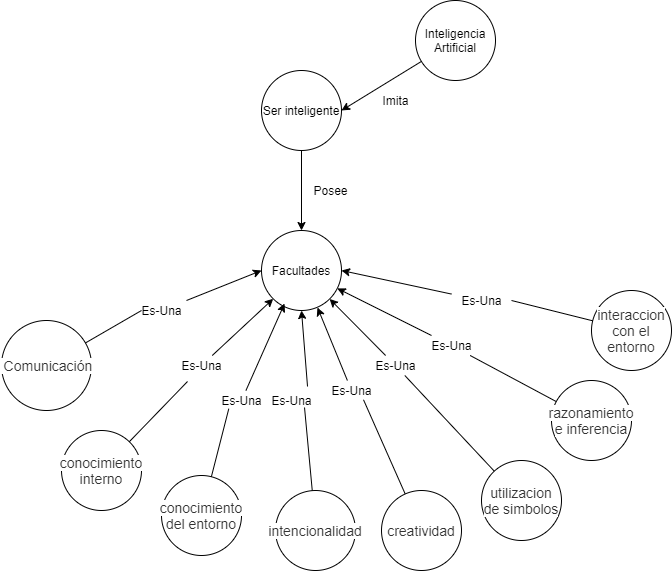 Inteligencia
Artificial
Imita
Ser inteligente
Posee
Facultades
Es-Una
Es-Una
interaccion
con el
entorno
Es-Una
Comunicación
Es-Una
Es-Una
Es-Una
Es-Una
Es-Una
razonamiento
e inferencia
conocimiento
interno
utilizacion
de simbolos
conocimiento
del entorno
intencionalidad
creatividad